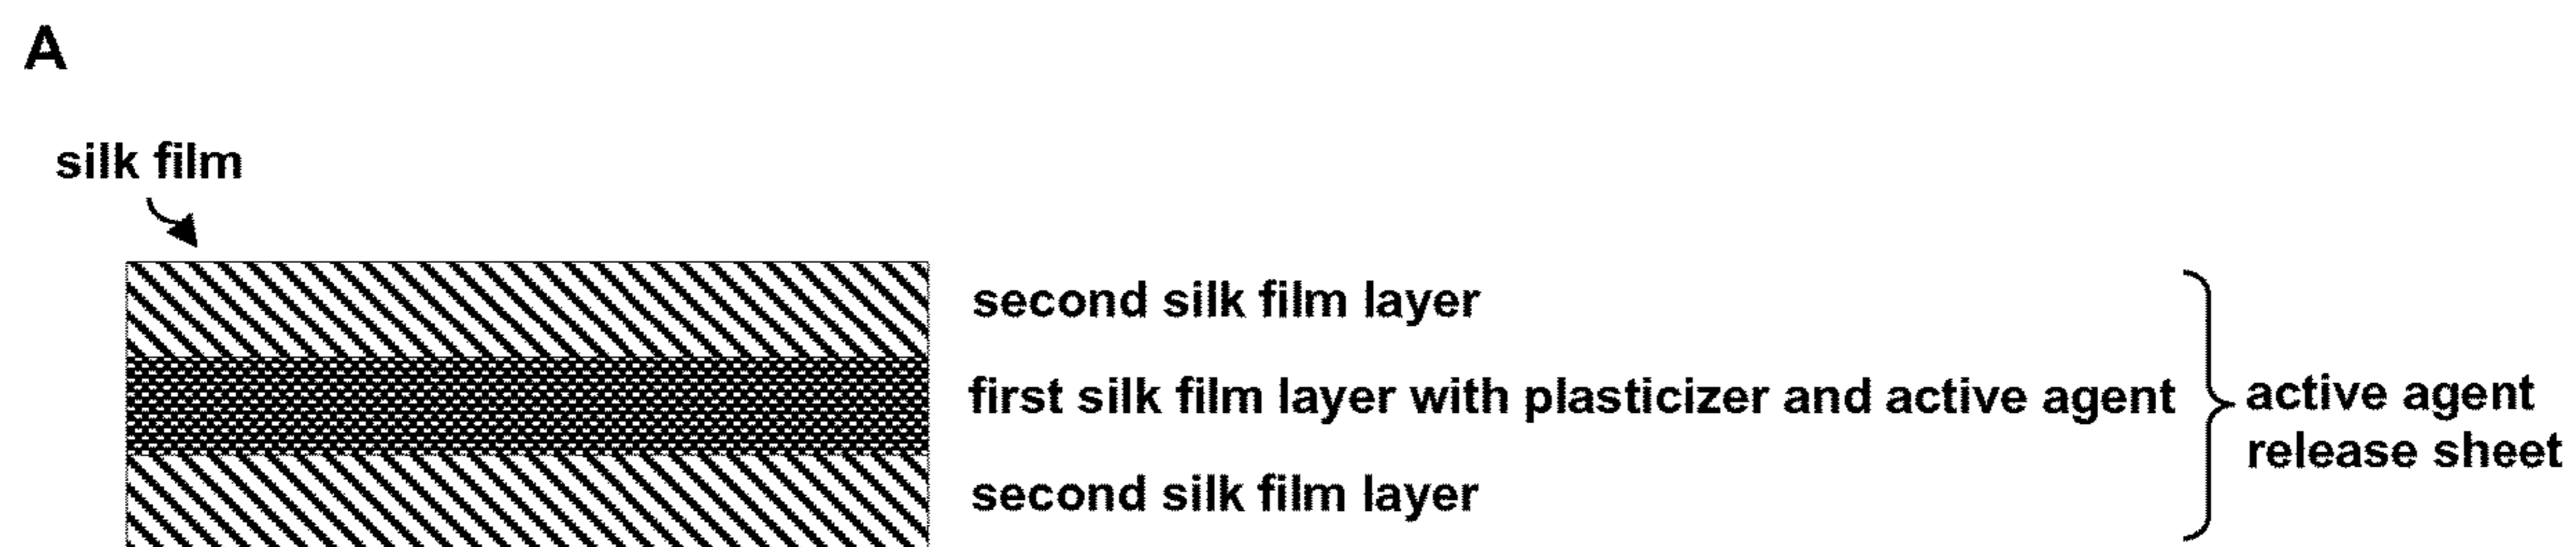 A
silk film
second silk film layer
first silk film layer with plasticizer and active agent
second silk film layer
active agent
release sheet